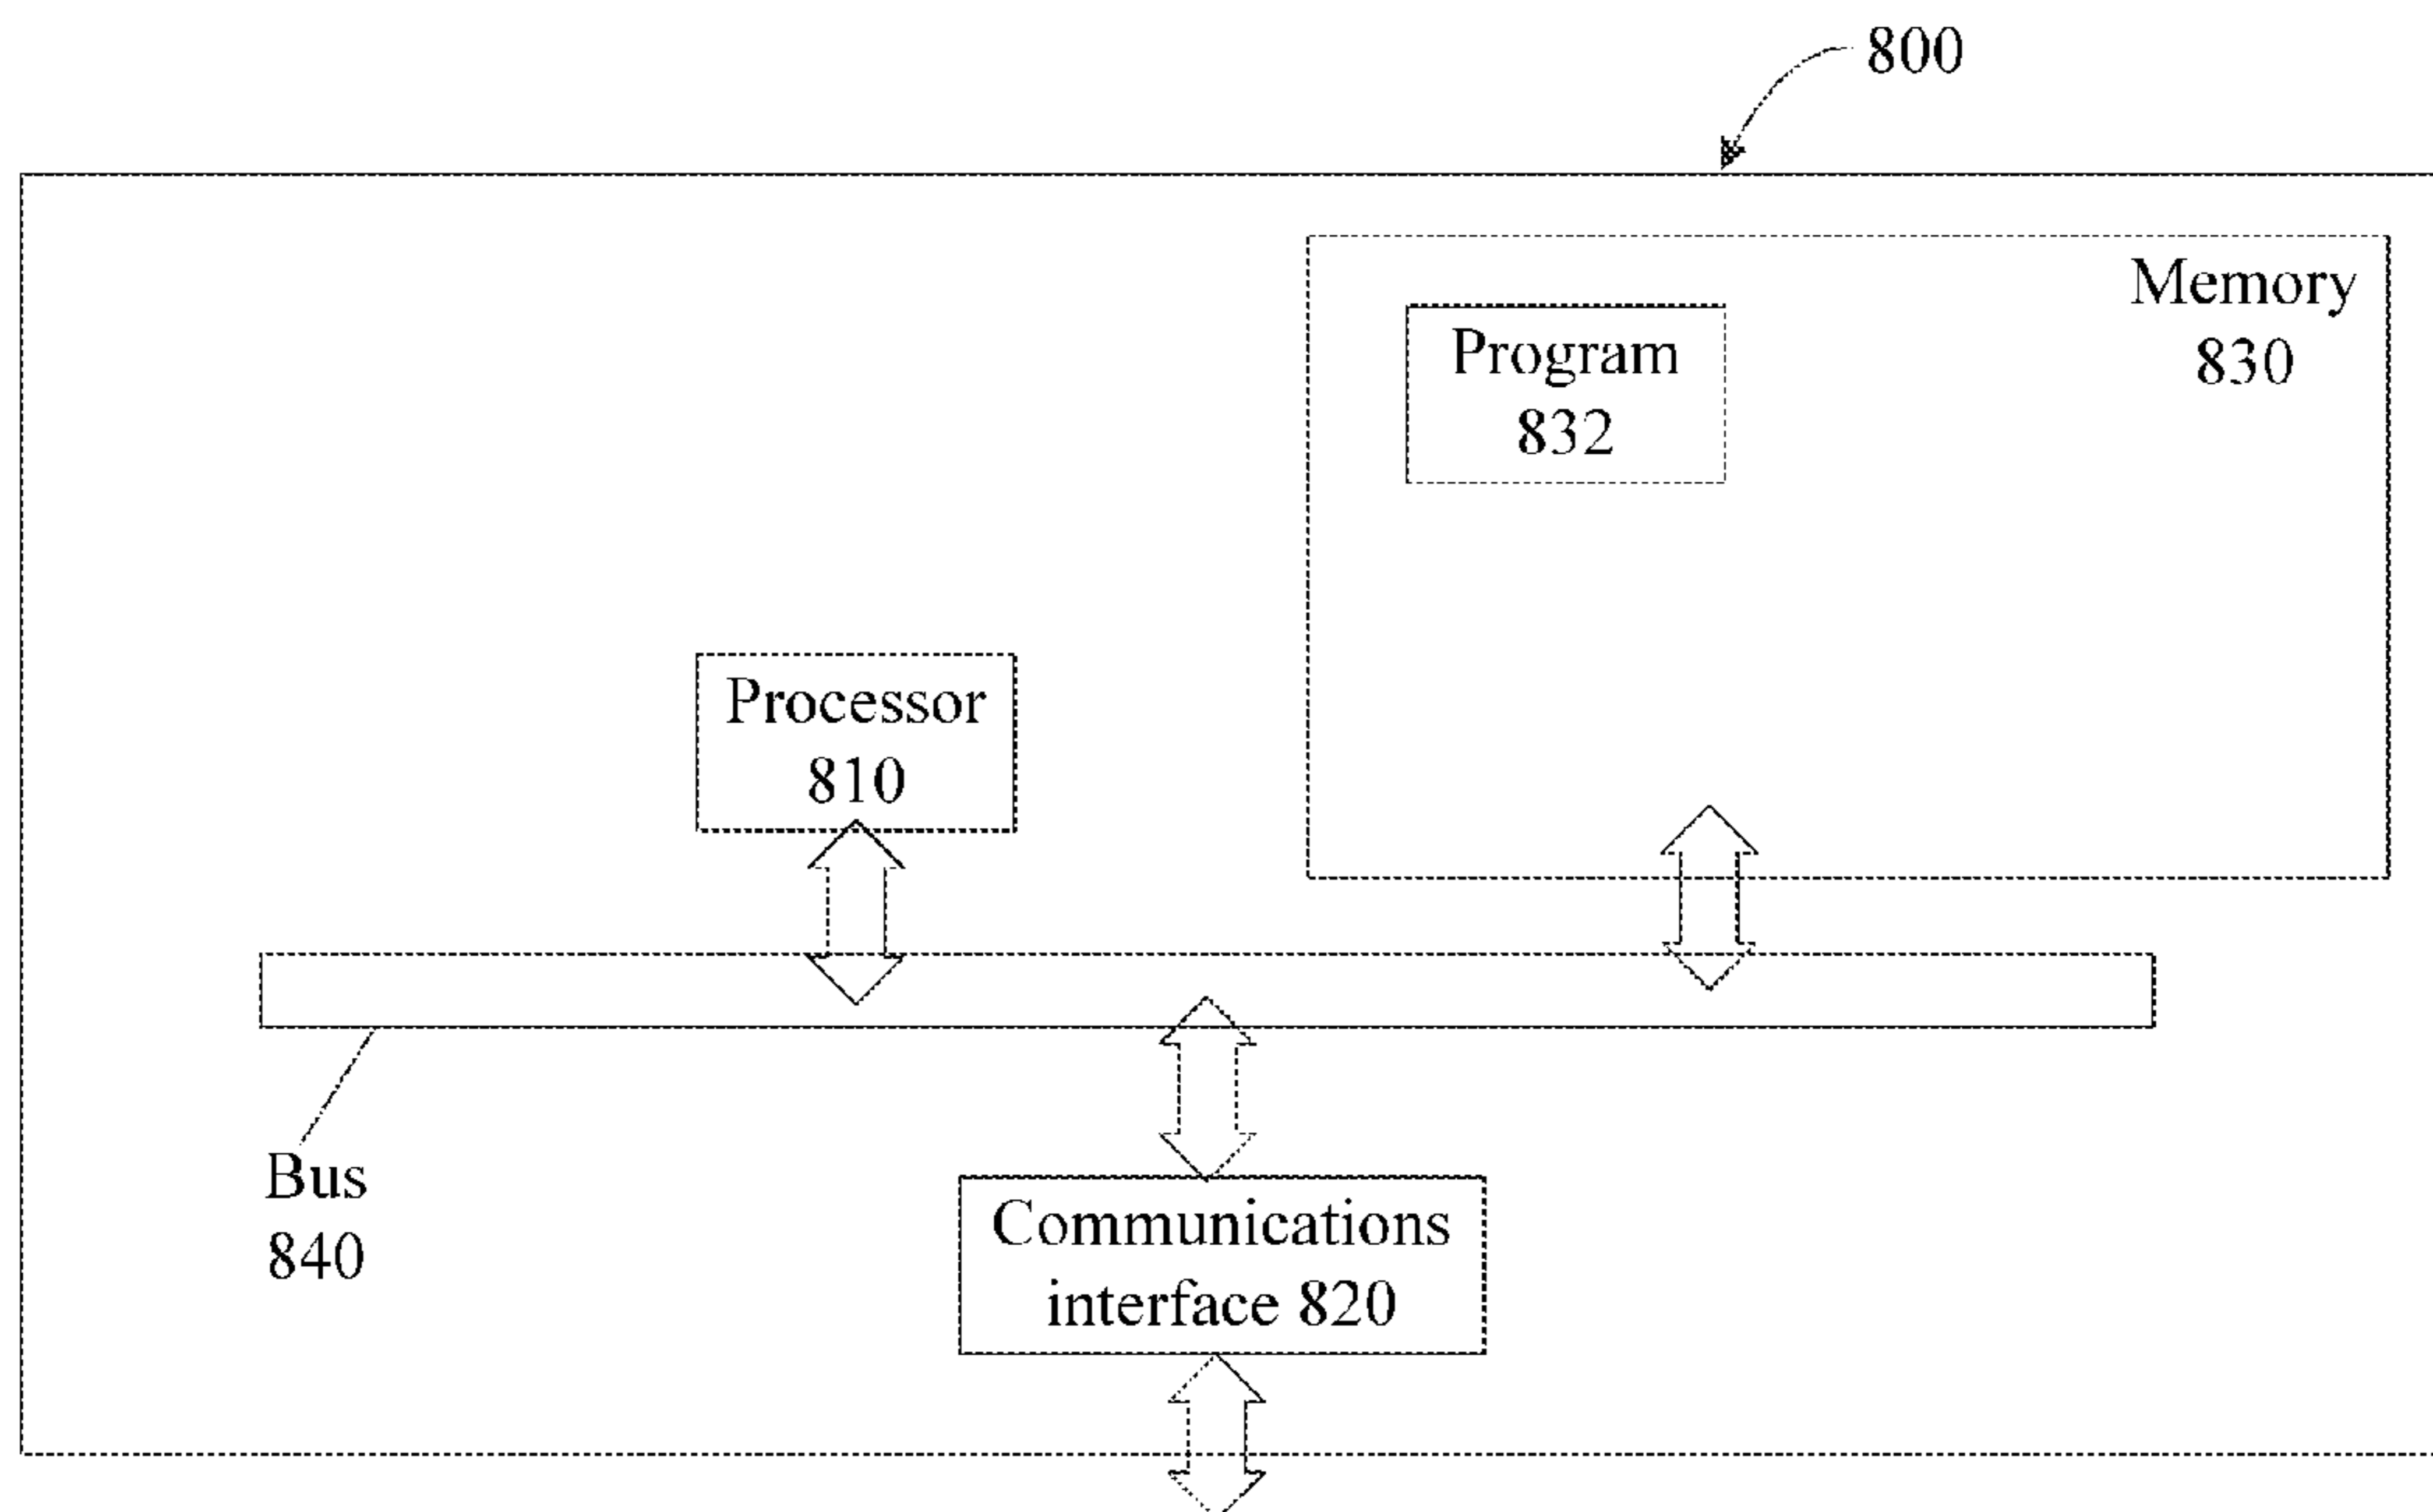 800
Memory
830
Program
832
Processor
810
Bus
840
Communications
interface 820